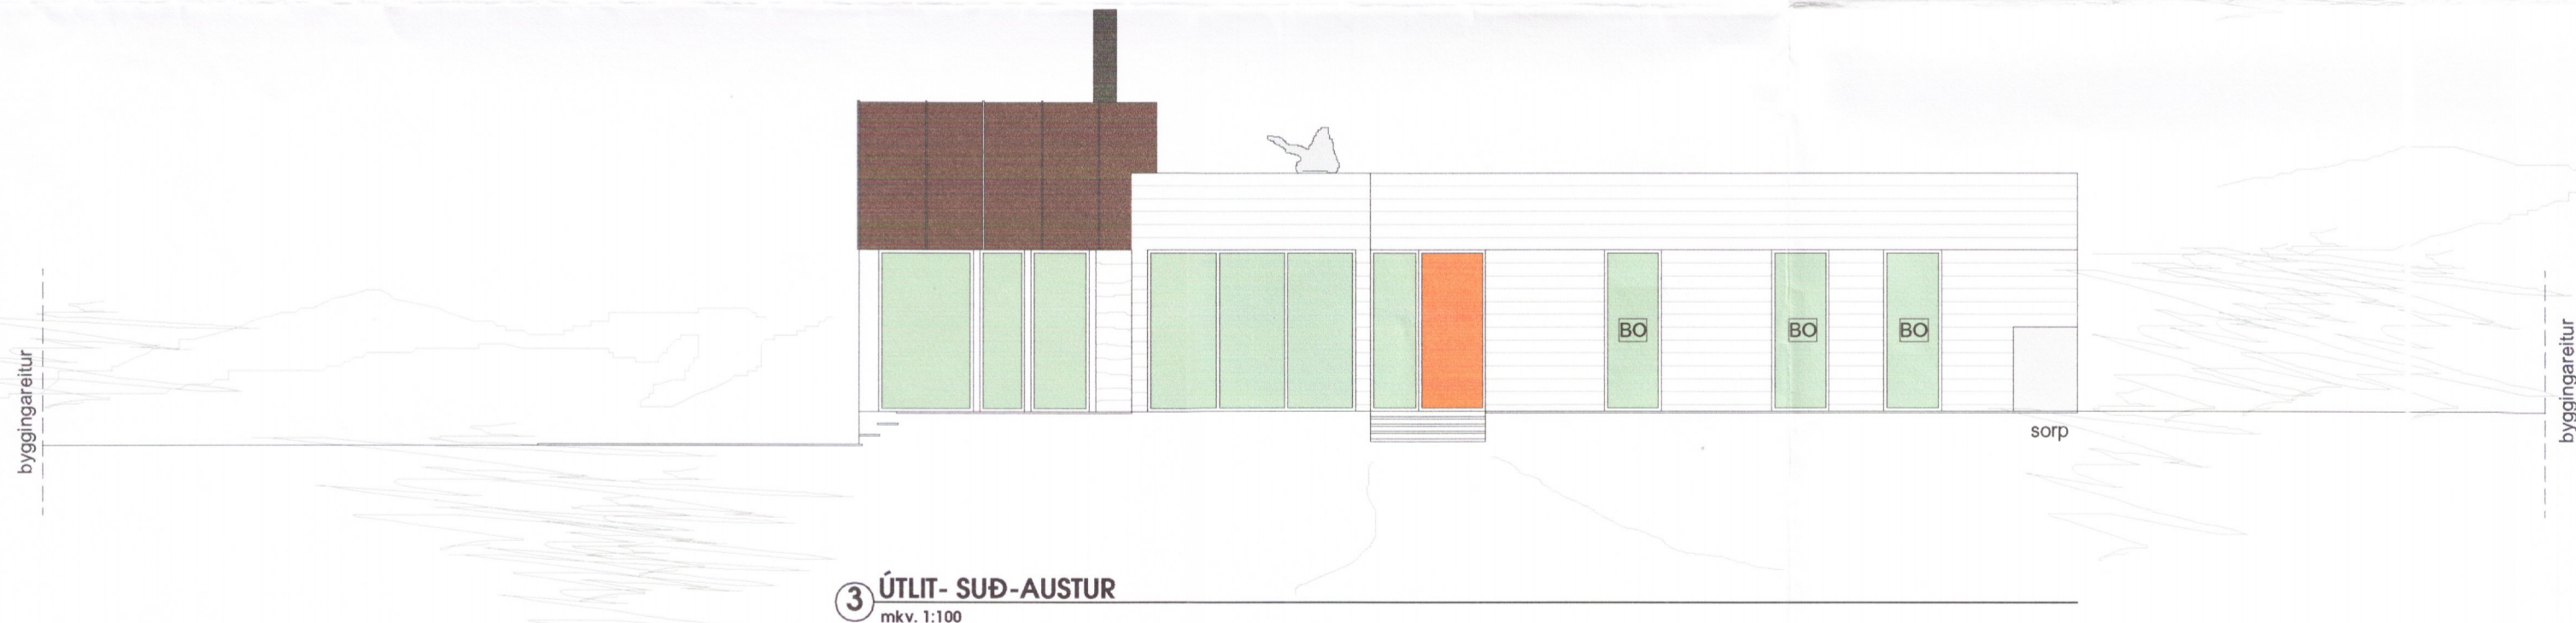 byggingareitur
BO
BO
BO
byggingareitur
sorp
3 ÚTLIT- SUÐ-AUSTUR
mkv. 1:100